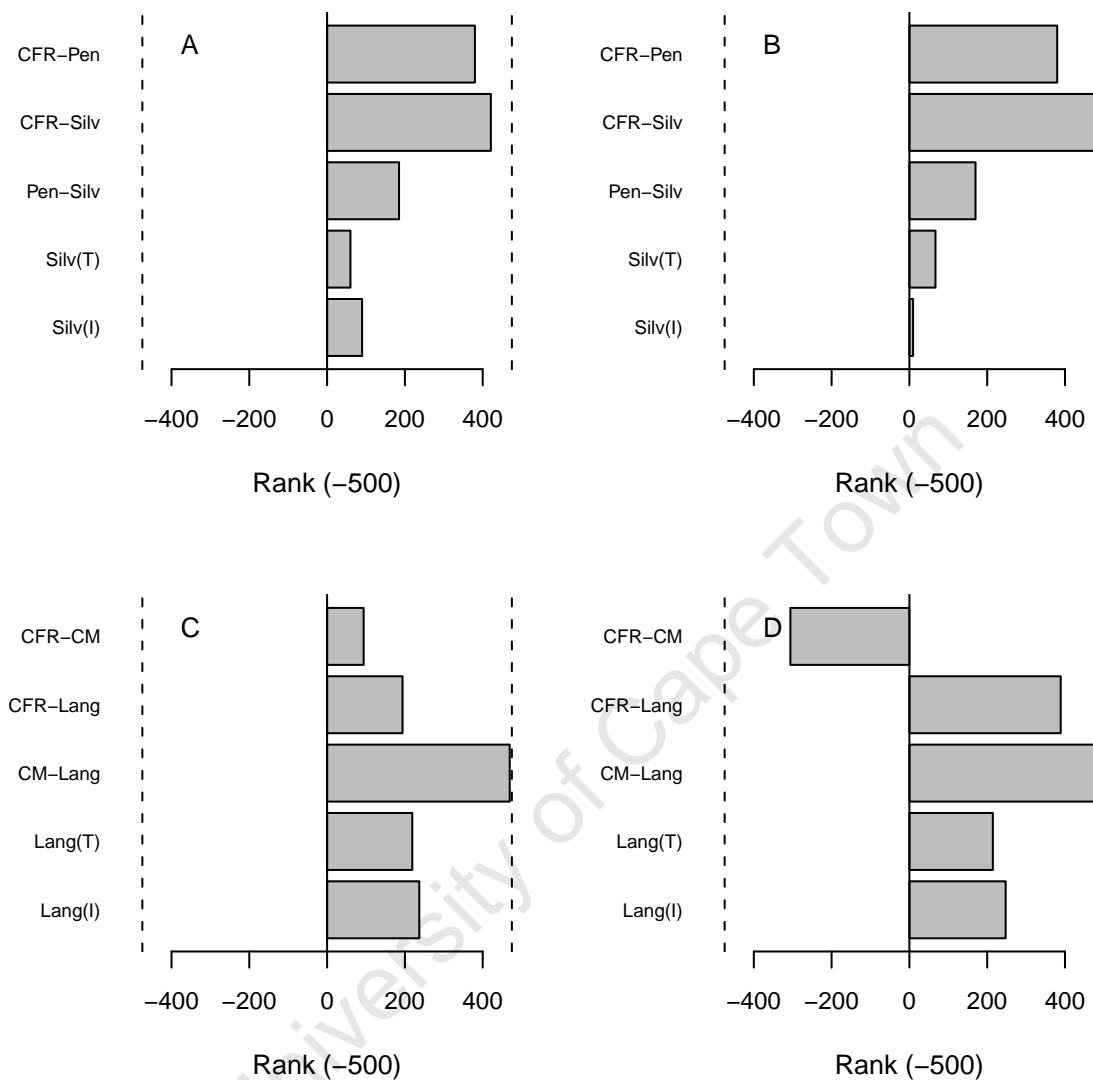 A
CFR−Pen
CFR−Silv
Pen−Silv
Silv(T)
Silv(I)
−400 −200 0 200 400
Rank (−500)
B
CFR−Pen
CFR−Silv
Pen−Silv
Silv(T)
Silv(I)
−400 −200 0 200 400
Rank (−500)
C
CFR−CM
CFR−Lang
CM−Lang
Lang(T)
Lang(I)
−400 −200 0 200 400
Rank (−500)
D
CFR−CM
CFR−Lang
CM−Lang
Lang(T)
Lang(I)
−400 −200 0 200 400
Rank (−500)
University of Cape Town